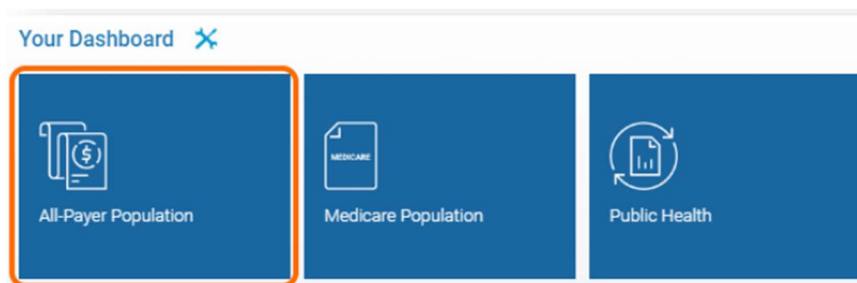 Your Dashboard
$
MEDICARE
All-Payer Population
Medicare Population
Public Health